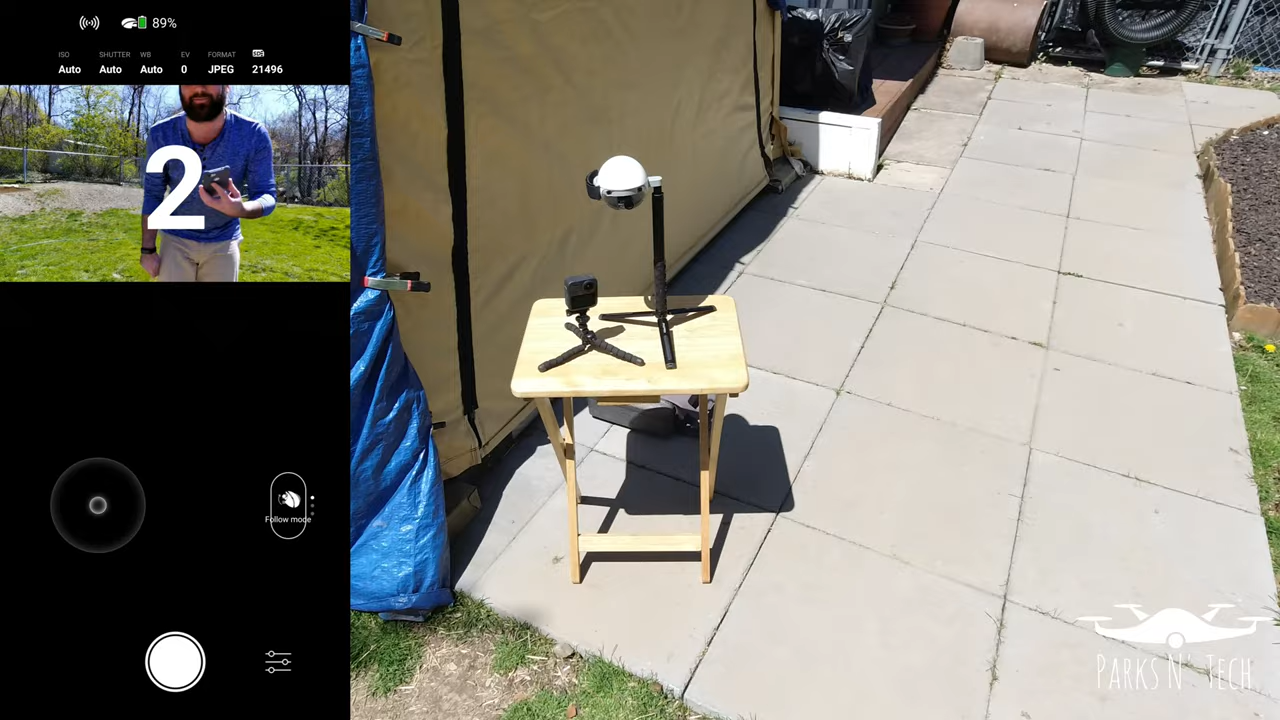 89%
ISO SHUTTER WB EV FORMAT
Auto Auto Auto 0 JPEG 21496
2
Follow mode
PARKS N' TECH